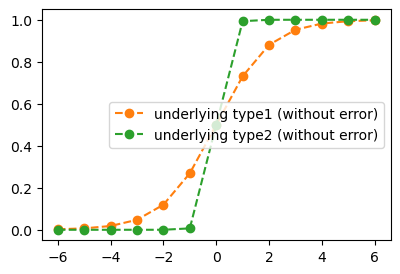 1.0
0.8
0.6
0.4
0.2
0.0
underlying type1 (without error)
underlying type2 (without error)
−6 −4 −2 0 2 4 6